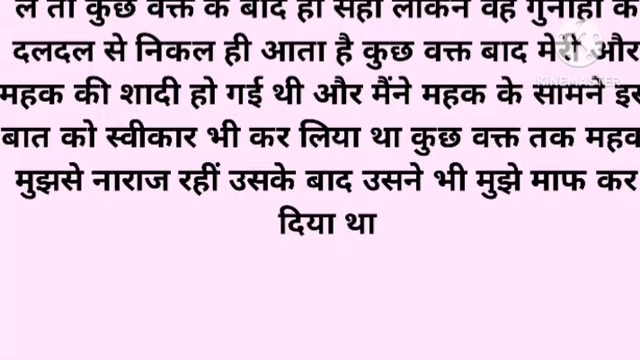 ल तो कुछ वक्त के बाद ही सही लेकिन वह गुनाहों के
दलदल से निकल ही आता है कुछ वक्त बाद मेरी और
महक की शादी हो गई थी और मैंने महक के सामने इस
बात को स्वीकार भी कर लिया था कुछ वक्त तक महक
मुझसे नाराज रहीं उसके बाद उसने भी मुझे माफ कर
दिया था
KINEMASTER